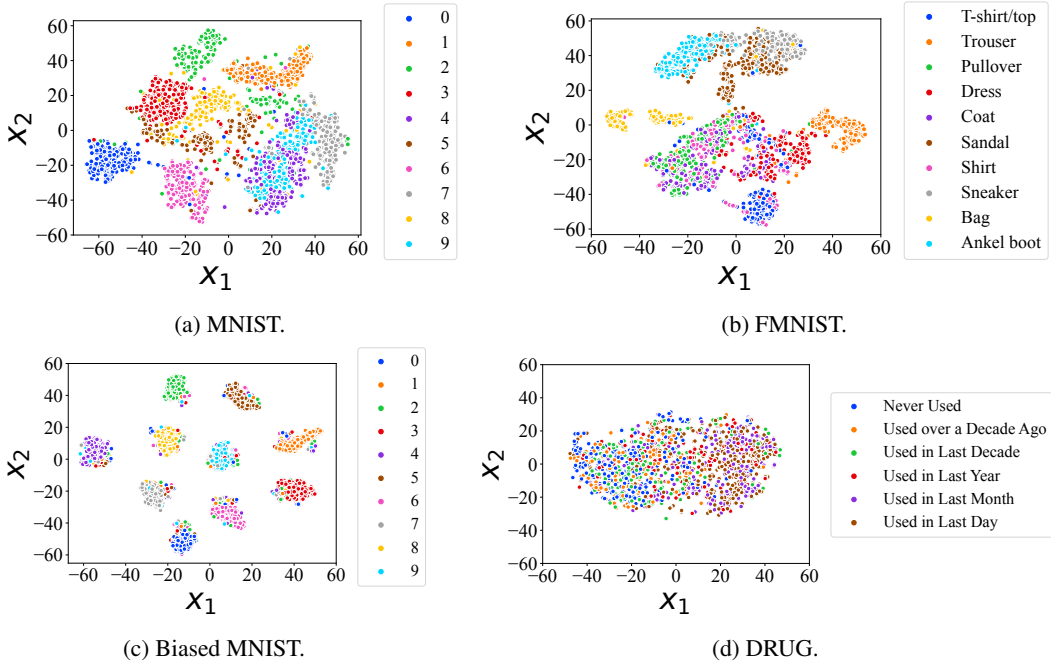 60
40
20
0
−20
−40
−60
x2
−60 −40 −20 0 20 40 60
x1
0
1
2
3
4
5
6
7
8
9
(a) MNIST.
60
40
20
0
−20
−40
−60
x2
−60 −40 −20 0 20 40 60
x1
T-shirt/top
Trouser
Pullover
Dress
Coat
Sandal
Shirt
Sneaker
Bag
Ankel boot
(b) FMNIST.
60
40
20
0
−20
−40
−60
x2
−60 −40 −20 0 20 40 60
x1
0
1
2
3
4
5
6
7
8
9
(c) Biased MNIST.
60
40
20
0
−20
−40
−60
x2
−60 −40 −20 0 20 40 60
x1
Never Used
Used over a Decade Ago
Used in Last Decade
Used in Last Year
Used in Last Month
Used in Last Day
(d) DRUG.